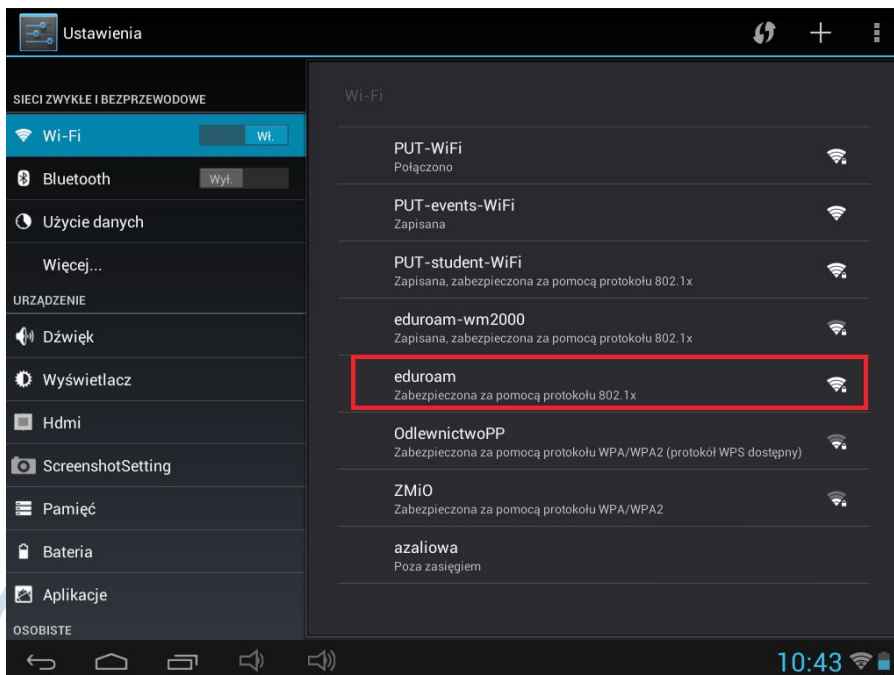 Ustawienia
SIECI ZWYKŁE I BEZPRZEWODOWE
Wi-Fi
Wł.
Bluetooth
Wył.
Użycie danych
Więcej...
URZĄDZENIE
Dźwięk
Wyświetlacz
Hdmi
ScreenshotSetting
Pamięć
Bateria
Aplikacje
OSOBISTE
Wi-Fi
PUT-WiFi
Połączono
PUT-events-WiFi
Zapisana
PUT-student-WiFi
Zapisana, zabezpieczona za pomocą protokołu 802.1x
eduroam-wm2000
Zapisana, zabezpieczona za pomocą protokołu 802.1x
eduroam
Zabezpieczona za pomocą protokołu 802.1x
OdlewnictwoPP
Zabezpieczona za pomocą protokołu WPA/WPA2 (protokół WPS dostępny)
ZMiO
Zabezpieczona za pomocą protokołu WPA/WPA2
azaliowa
Poza zasięgiem
10:43